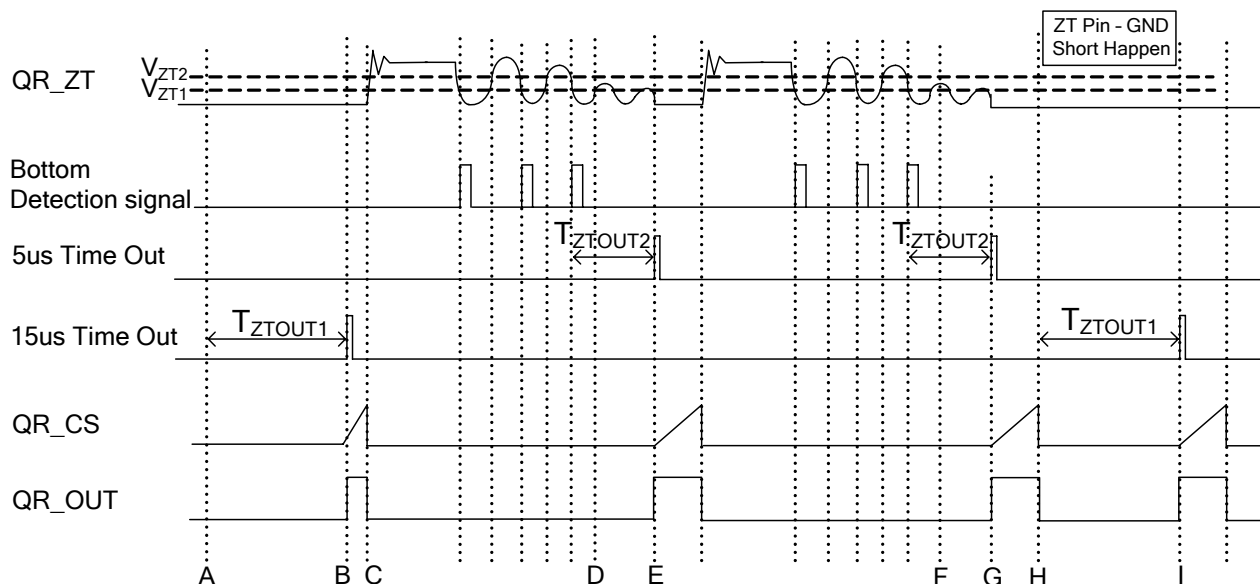 ZT Pin - GND
Short Happen
QR_ZT
VZT2
VZT1
Bottom
Detection signal
5us Time Out
TZTOUT2
TZTOUT2
15us Time Out
TZTOUT1
TZTOUT1
QR_CS
QR_OUT
A B C D E F G H I